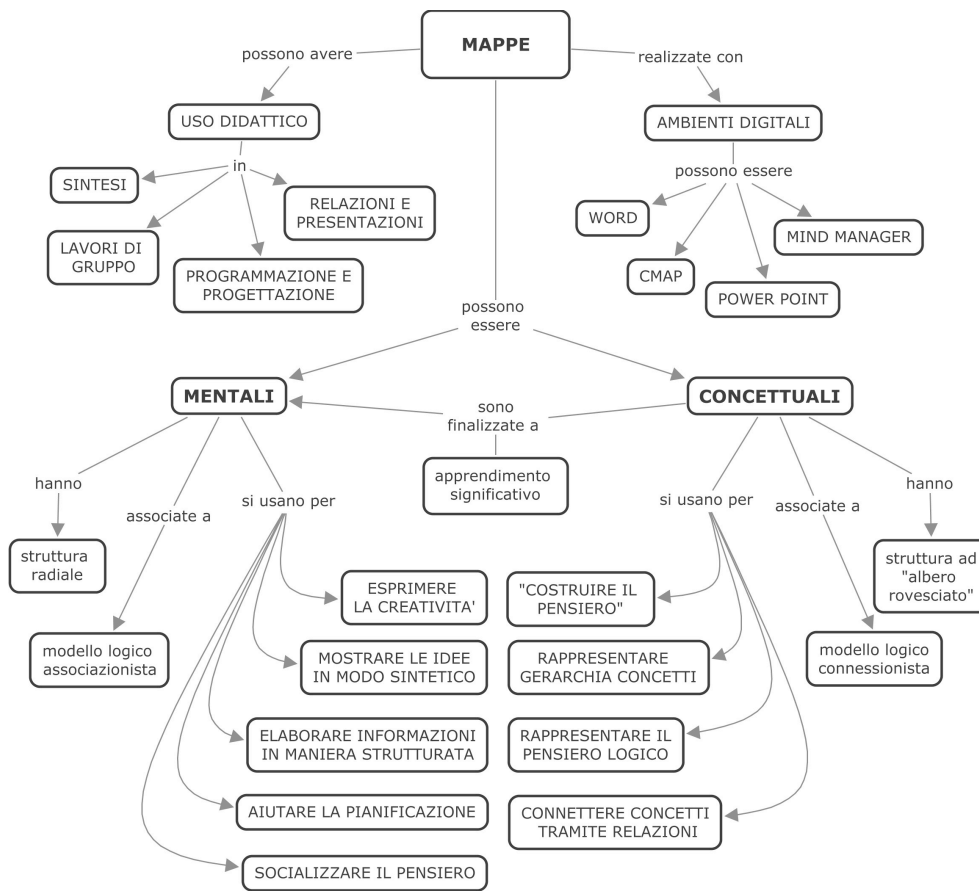 MAPPE
possono avere
realizzate con
USO DIDATTICO
AMBIENTI DIGITALI
in
possono essere
SINTESI
RELAZIONI E
PRESENTAZIONI
LAVORI DI
GRUPPO
PROGRAMMAZIONE E
PROGETTAZIONE
WORD
MIND MANAGER
CMAP
POWER POINT
possono
essere
MENTALI
CONCETTUALI
sono
finalizzate a
apprendimento
significativo
hanno
associate a
si usano per
struttura
radiale
modello logico
associazionista
ESPRIMERE
LA CREATIVITA'
MOSTRARE LE IDEE
IN MODO SINTETICO
ELABORARE INFORMAZIONI
IN MANIERA STRUTTURATA
AIUTARE LA PIANIFICAZIONE
SOCIALIZZARE IL PENSIERO
si usano per
associate a
hanno
"COSTRUIRE IL
PENSIERO"
RAPPRESENTARE
GERARCHIA CONCETTI
RAPPRESENTARE IL
PENSIERO LOGICO
CONNETTERE CONCETTI
TRAMITE RELAZIONI
modello logico
connessionista
struttura ad
"albero
rovesciato"